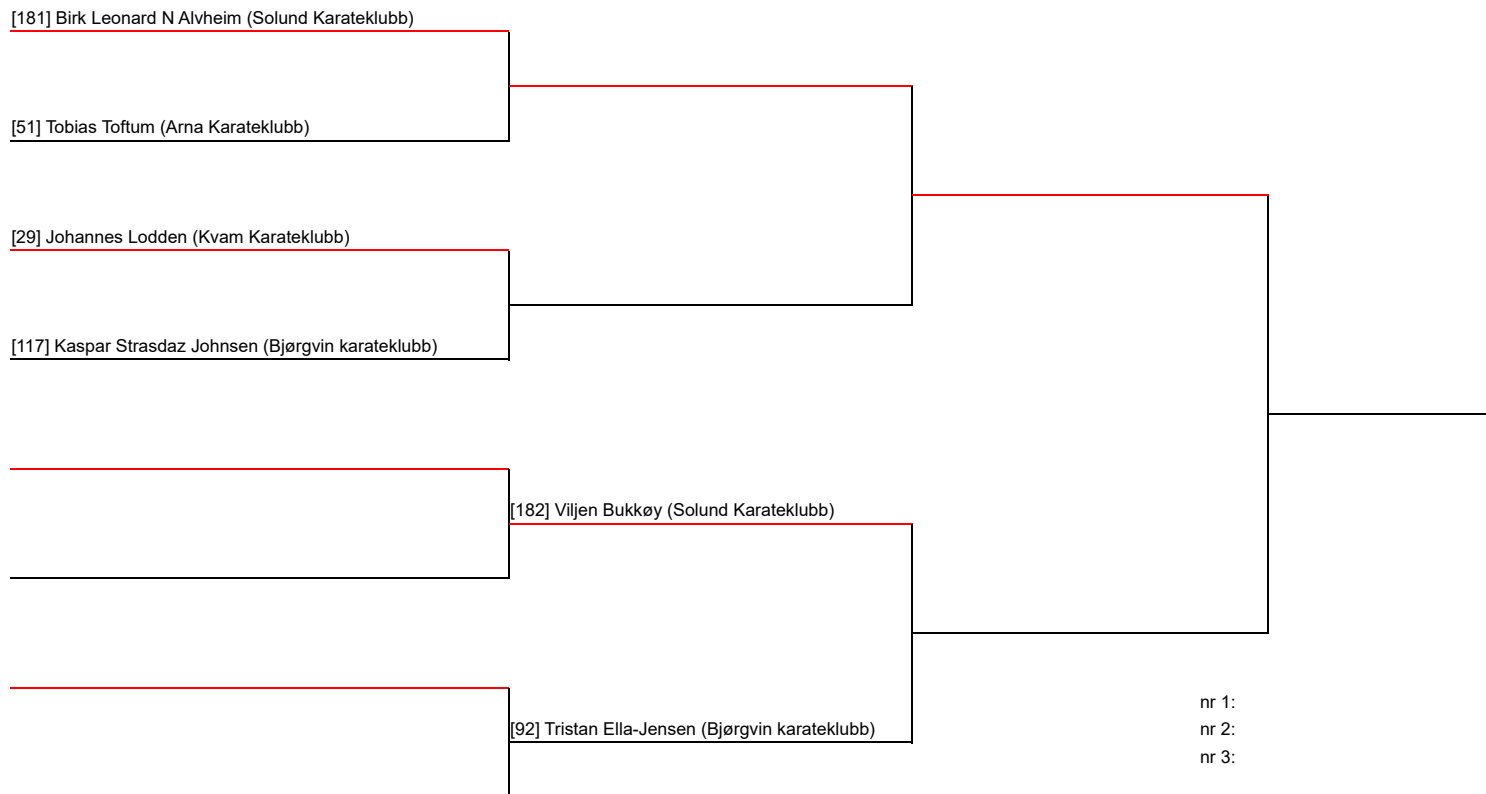 [181] Birk Leonard N Alvheim (Solund Karateklubb)
[51] Tobias Toftum (Arna Karateklubb)
[29] Johannes Lodden (Kvam Karateklubb)
[117] Kaspar Strasdaz Johnsen (Bjørgvin karateklubb)
[182] Viljen Bukkøy (Solund Karateklubb)
[92] Tristan Ella-Jensen (Bjørgvin karateklubb)
nr 1:
nr 2:
nr 3: